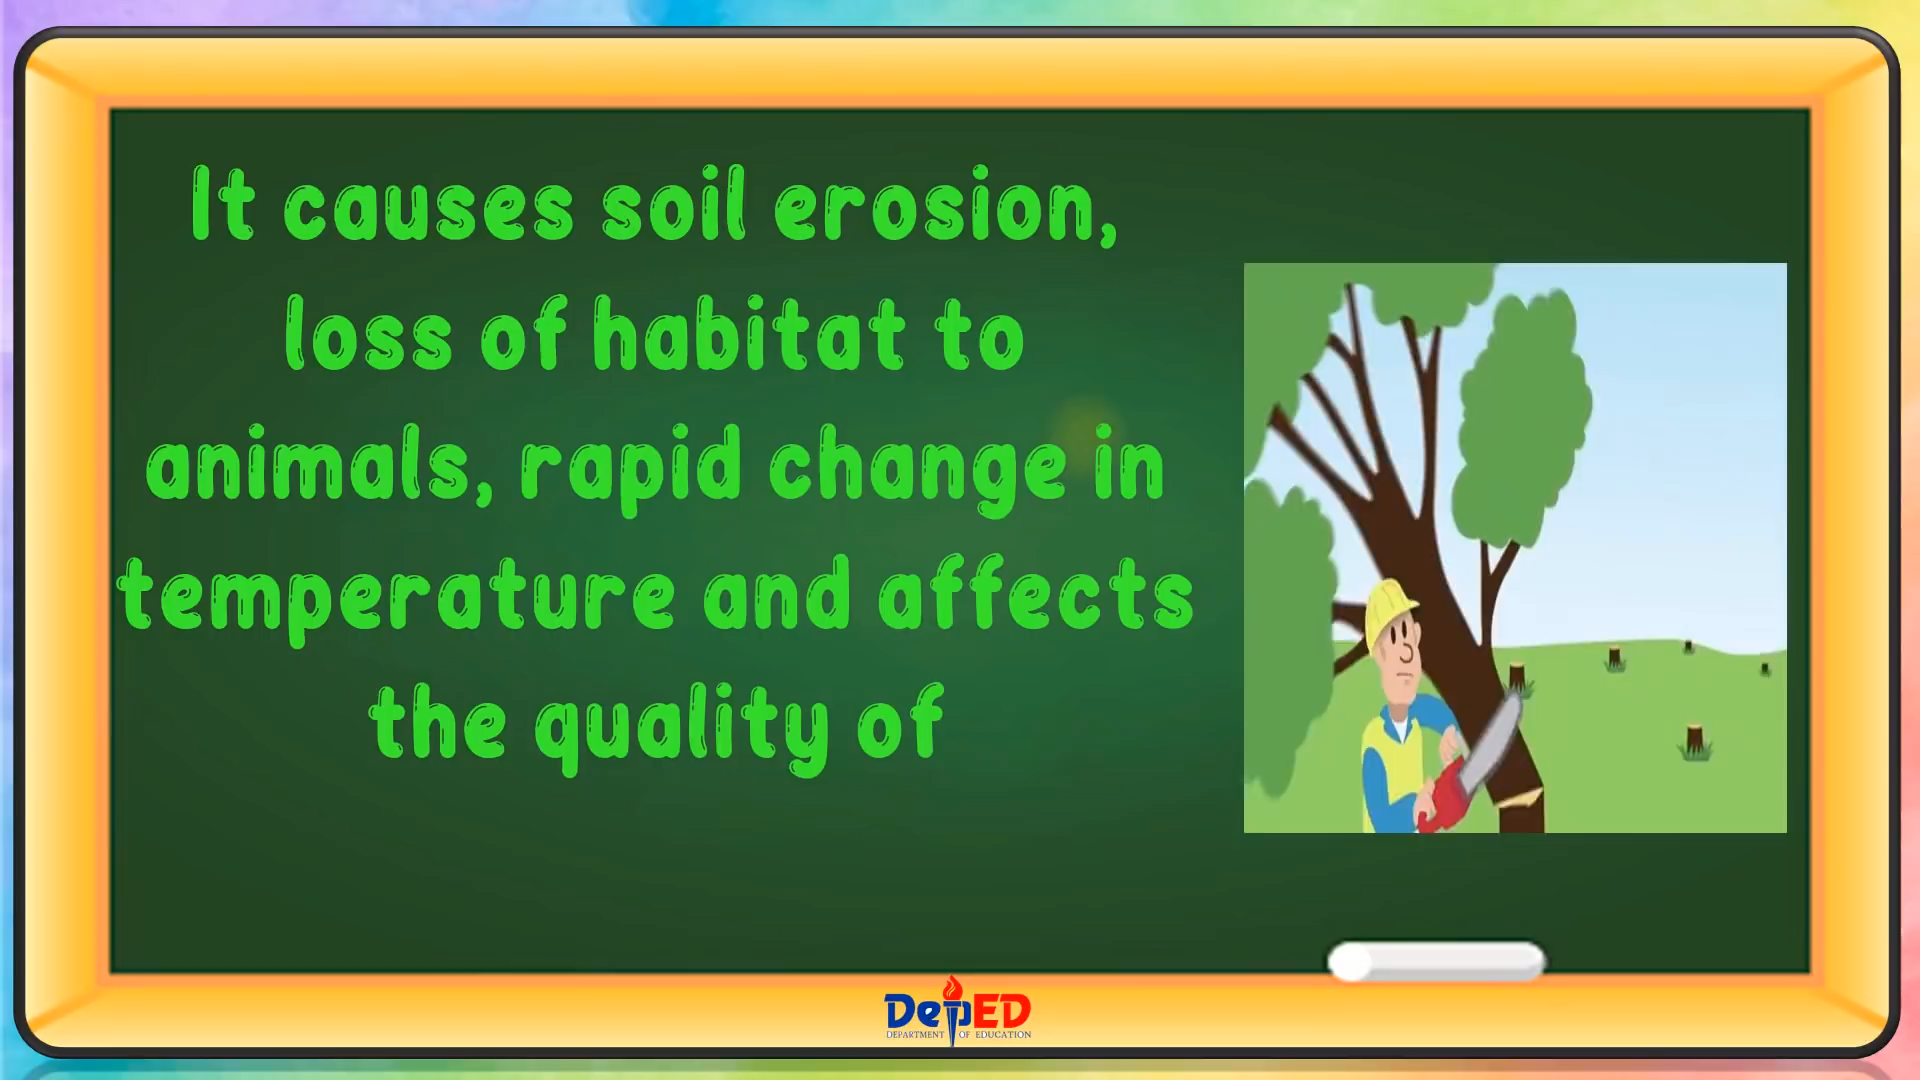 It causes soil erosion,
loss of habitat to
animals, rapid change in
temperature and affects
the quality of
DepED
DEPARTMENT OF EDUCATION